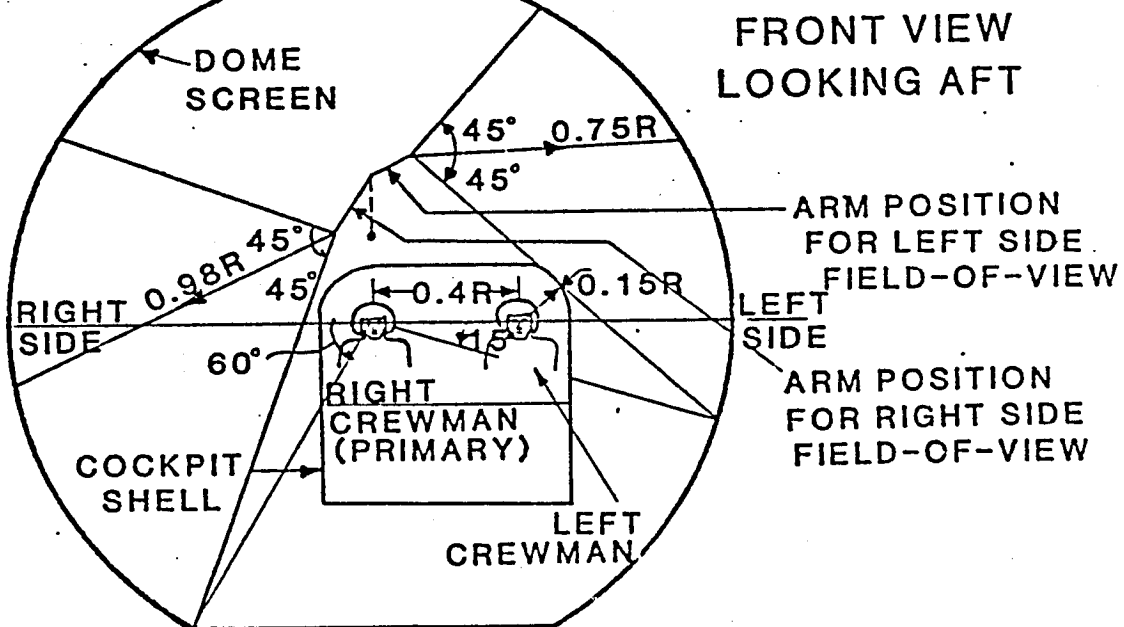 FRONT VIEW
LOOKING AFT
DOME
SCREEN
45°
0.75R
45°
ARM POSITION
FOR LEFT SIDE
FIELD-OF-VIEW
45°
0.98R
45°
0.4R
0.15R
RIGHT
SIDE
LEFT
SIDE
15
60°
ARM POSITION
FOR RIGHT SIDE
FIELD-OF-VIEW
RIGHT
CREWMAN
(PRIMARY)
COCKPIT
SHELL
LEFT
CREWMAN